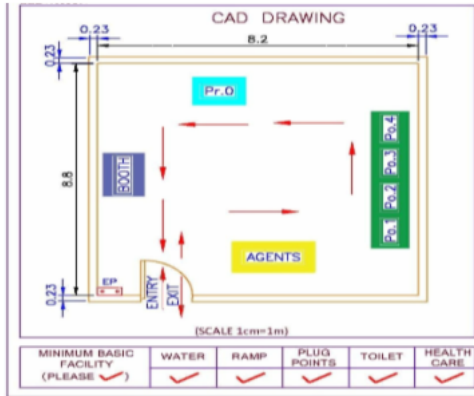 CAD DRAWING
0.23
8.2
0.23
0.23
Pr.O
8.8
BOOTH
Po.4
Po.3
Po.2
Po.1
AGENTS
EP
ENTRY
EXIT
0.23
(SCALE 1cm=1m)
MINIMUM BASIC
FACILITY
(PLEASE ✓)
WATER
RAMP
PLUG
POINTS
TOILET
HEALTH
CARE
✓ ✓ ✓ ✓ ✓